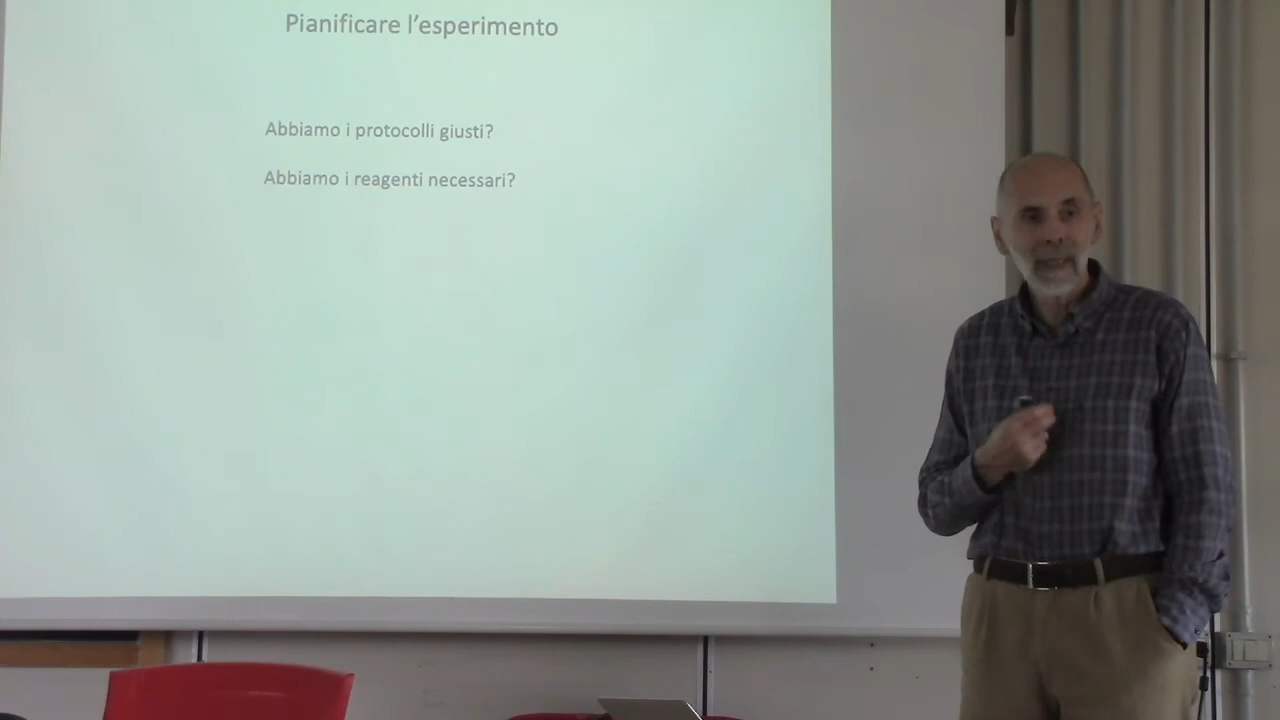 Pianificare l'esperimento
Abbiamo i protocolli giusti?
Abbiamo i reagenti necessari?